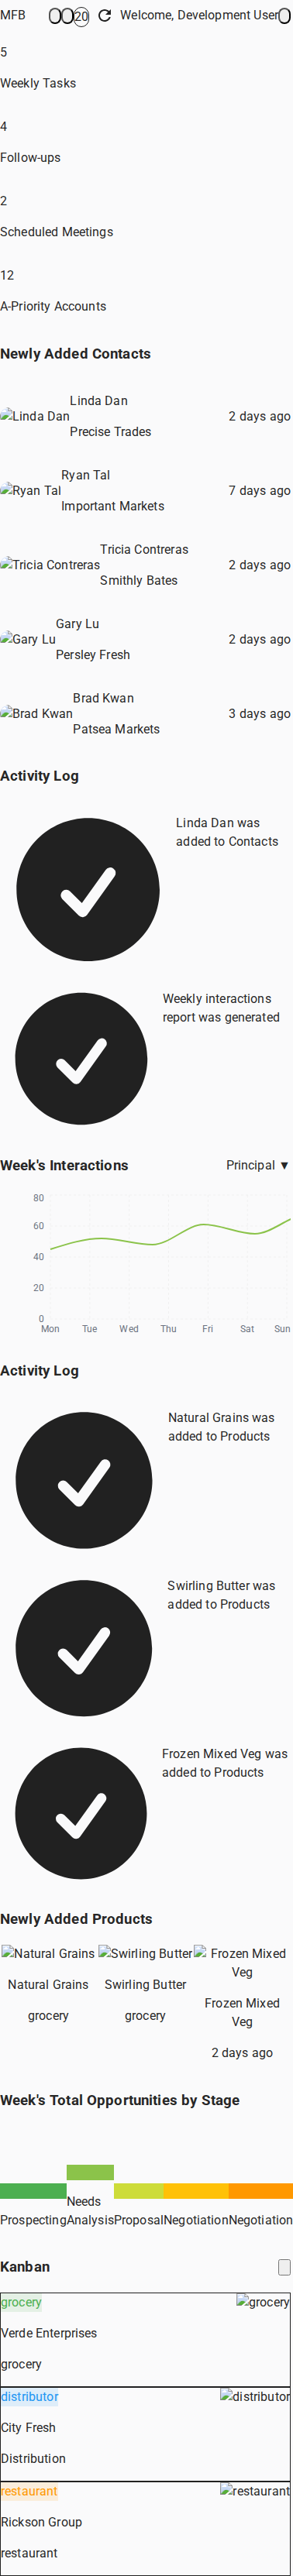 MFB 20 Welcome, Development User
5
Weekly Tasks
4
Follow-ups
2
Scheduled Meetings
12
A-Priority Accounts
Newly Added Contacts
Linda Dan
Linda Dan 2 days ago
Precise Trades
Ryan Tal
Ryan Tal 7 days ago
Important Markets
Tricia Contreras
Tricia Contreras 2 days ago
Smithly Bates
Gary Lu
Gary Lu 2 days ago
Persley Fresh
Brad Kwan
Brad Kwan 3 days ago
Patsea Markets
Activity Log
Linda Dan was
added to Contacts
Weekly interactions
report was generated
Week's Interactions Principal ▼
80
60
40
20
0
Mon Tue Wed Thu Fri Sat Sun
Activity Log
Natural Grains was
added to Products
Swirling Butter was
added to Products
Frozen Mixed Veg was
added to Products
Newly Added Products
Natural Grains Swirling Butter Frozen Mixed
Veg
Natural Grains Swirling Butter Frozen Mixed
Veg
grocery grocery 2 days ago
Week's Total Opportunities by Stage
Needs
Prospecting Analysis Proposal Negotiation Negotiation
Kanban
grocery grocery
Verde Enterprises
grocery
distributor distributor
City Fresh
Distribution
restaurant restaurant
Rickson Group
restaurant